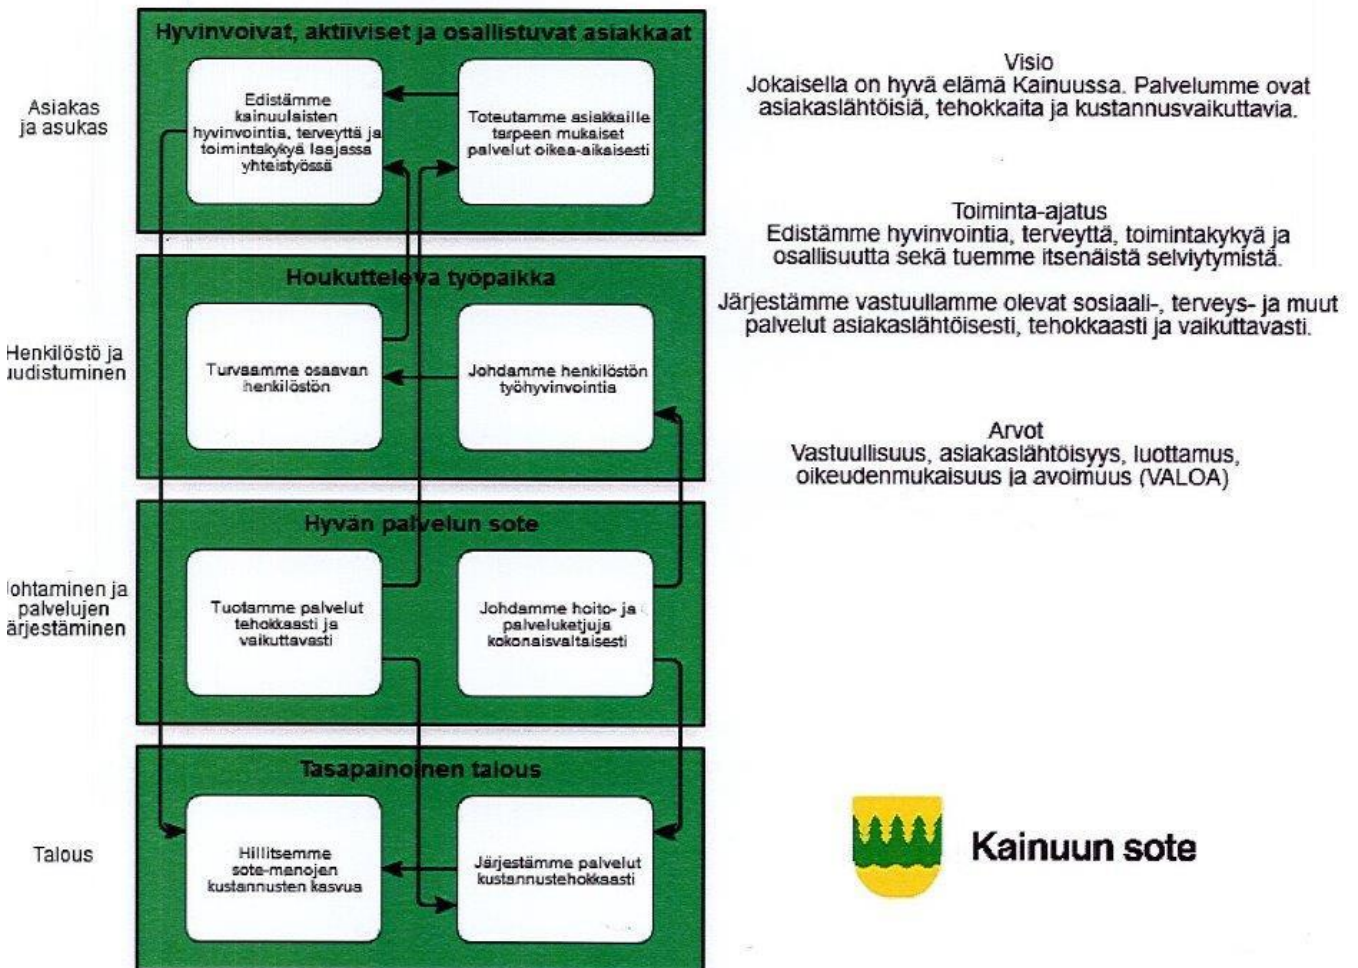 Hyvinvoivat, aktiiviset ja osallistuvat asiakkaat
Asiakas
ja asukas
Edistämme
kainuulaisten
hyvinvointia, terveyttä ja
toimintakykyä laajassa
yhteistyössä
Toteutamme asiakkaille
tarpeen mukaiset
palvelut oikea-aikaisesti
Houkutteleva työpaikka
Henkilöstö ja
uudistuminen
Turvaamme osaavan
henkilöstön
Johdamme henkilöstön
työhyvinvointia
Hyvän palvelun sote
ohtaminen ja
palvelujen
ärjestäminen
Tuotamme palvelut
tehokkaasti ja
vaikuttavasti
Johdamme hoito- ja
palveluketjuja
kokonaisvaltaisesti
Tasapainoinen talous
Talous
Hillitsemme
sote-menojen
kustannusten kasvua
Järjestämme palvelut
kustannustehokkaasti
Visio
Jokaisella on hyvä elämä Kainuussa. Palvelumme ovat
asiakaslähtöisiä, tehokkaita ja kustannusvaikuttavia.
Toiminta-ajatus
Edistämme hyvinvointia, terveyttä, toimintakykyä ja
osallisuutta sekä tuemme itsenäistä selviytymistä.
Järjestämme vastuullamme olevat sosiaali-, terveys- ja muut
palvelut asiakaslähtöisesti, tehokkaasti ja vaikuttavasti.
Arvot
Vastuullisuus, asiakaslähtöisyys, luottamus,
oikeudenmukaisuus ja avoimuus (VALOA)
Kainuun sote